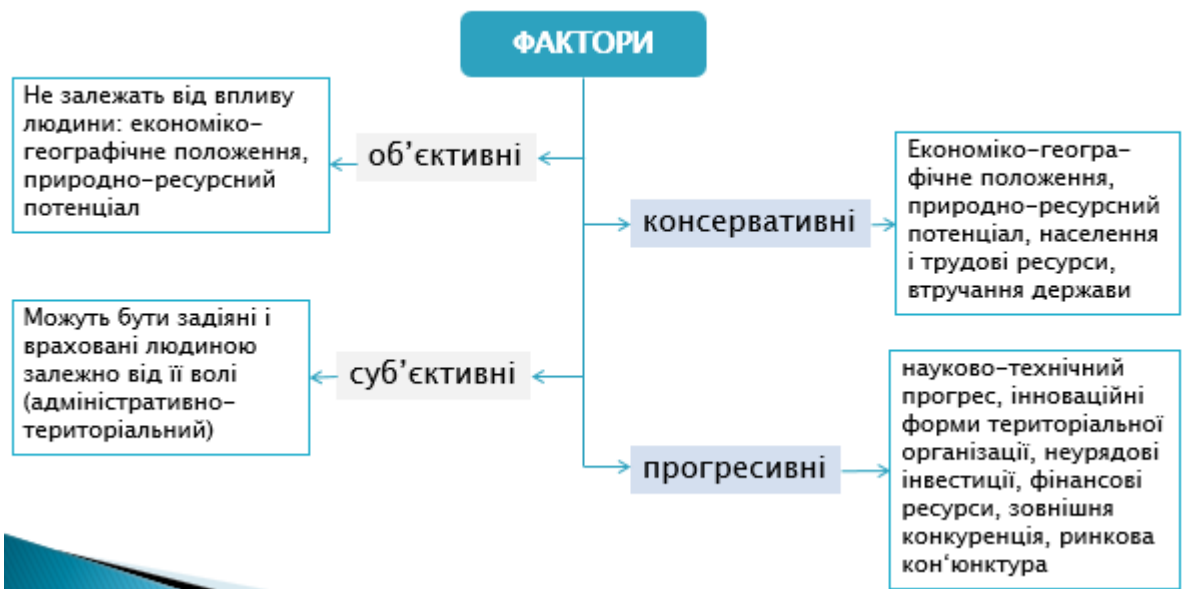 ФАКТОРИ
Не залежать від впливу
людини: економіко-
географічне положення,
природно-ресурсний
потенціал
об’єктивні
консервативні
Економіко-геогра-
фічне положення,
природно-ресурсний
потенціал, населення
і трудові ресурси,
втручання держави
Можуть бути задіяні і
враховані людиною
залежно від її волі
(адміністративно-
територіальний)
суб’єктивні
прогресивні
науково-технічний
прогрес, інноваційні
форми територіальної
організації, неурядові
інвестиції, фінансові
ресурси, зовнішня
конкуренція, ринкова
кон‘юнктура